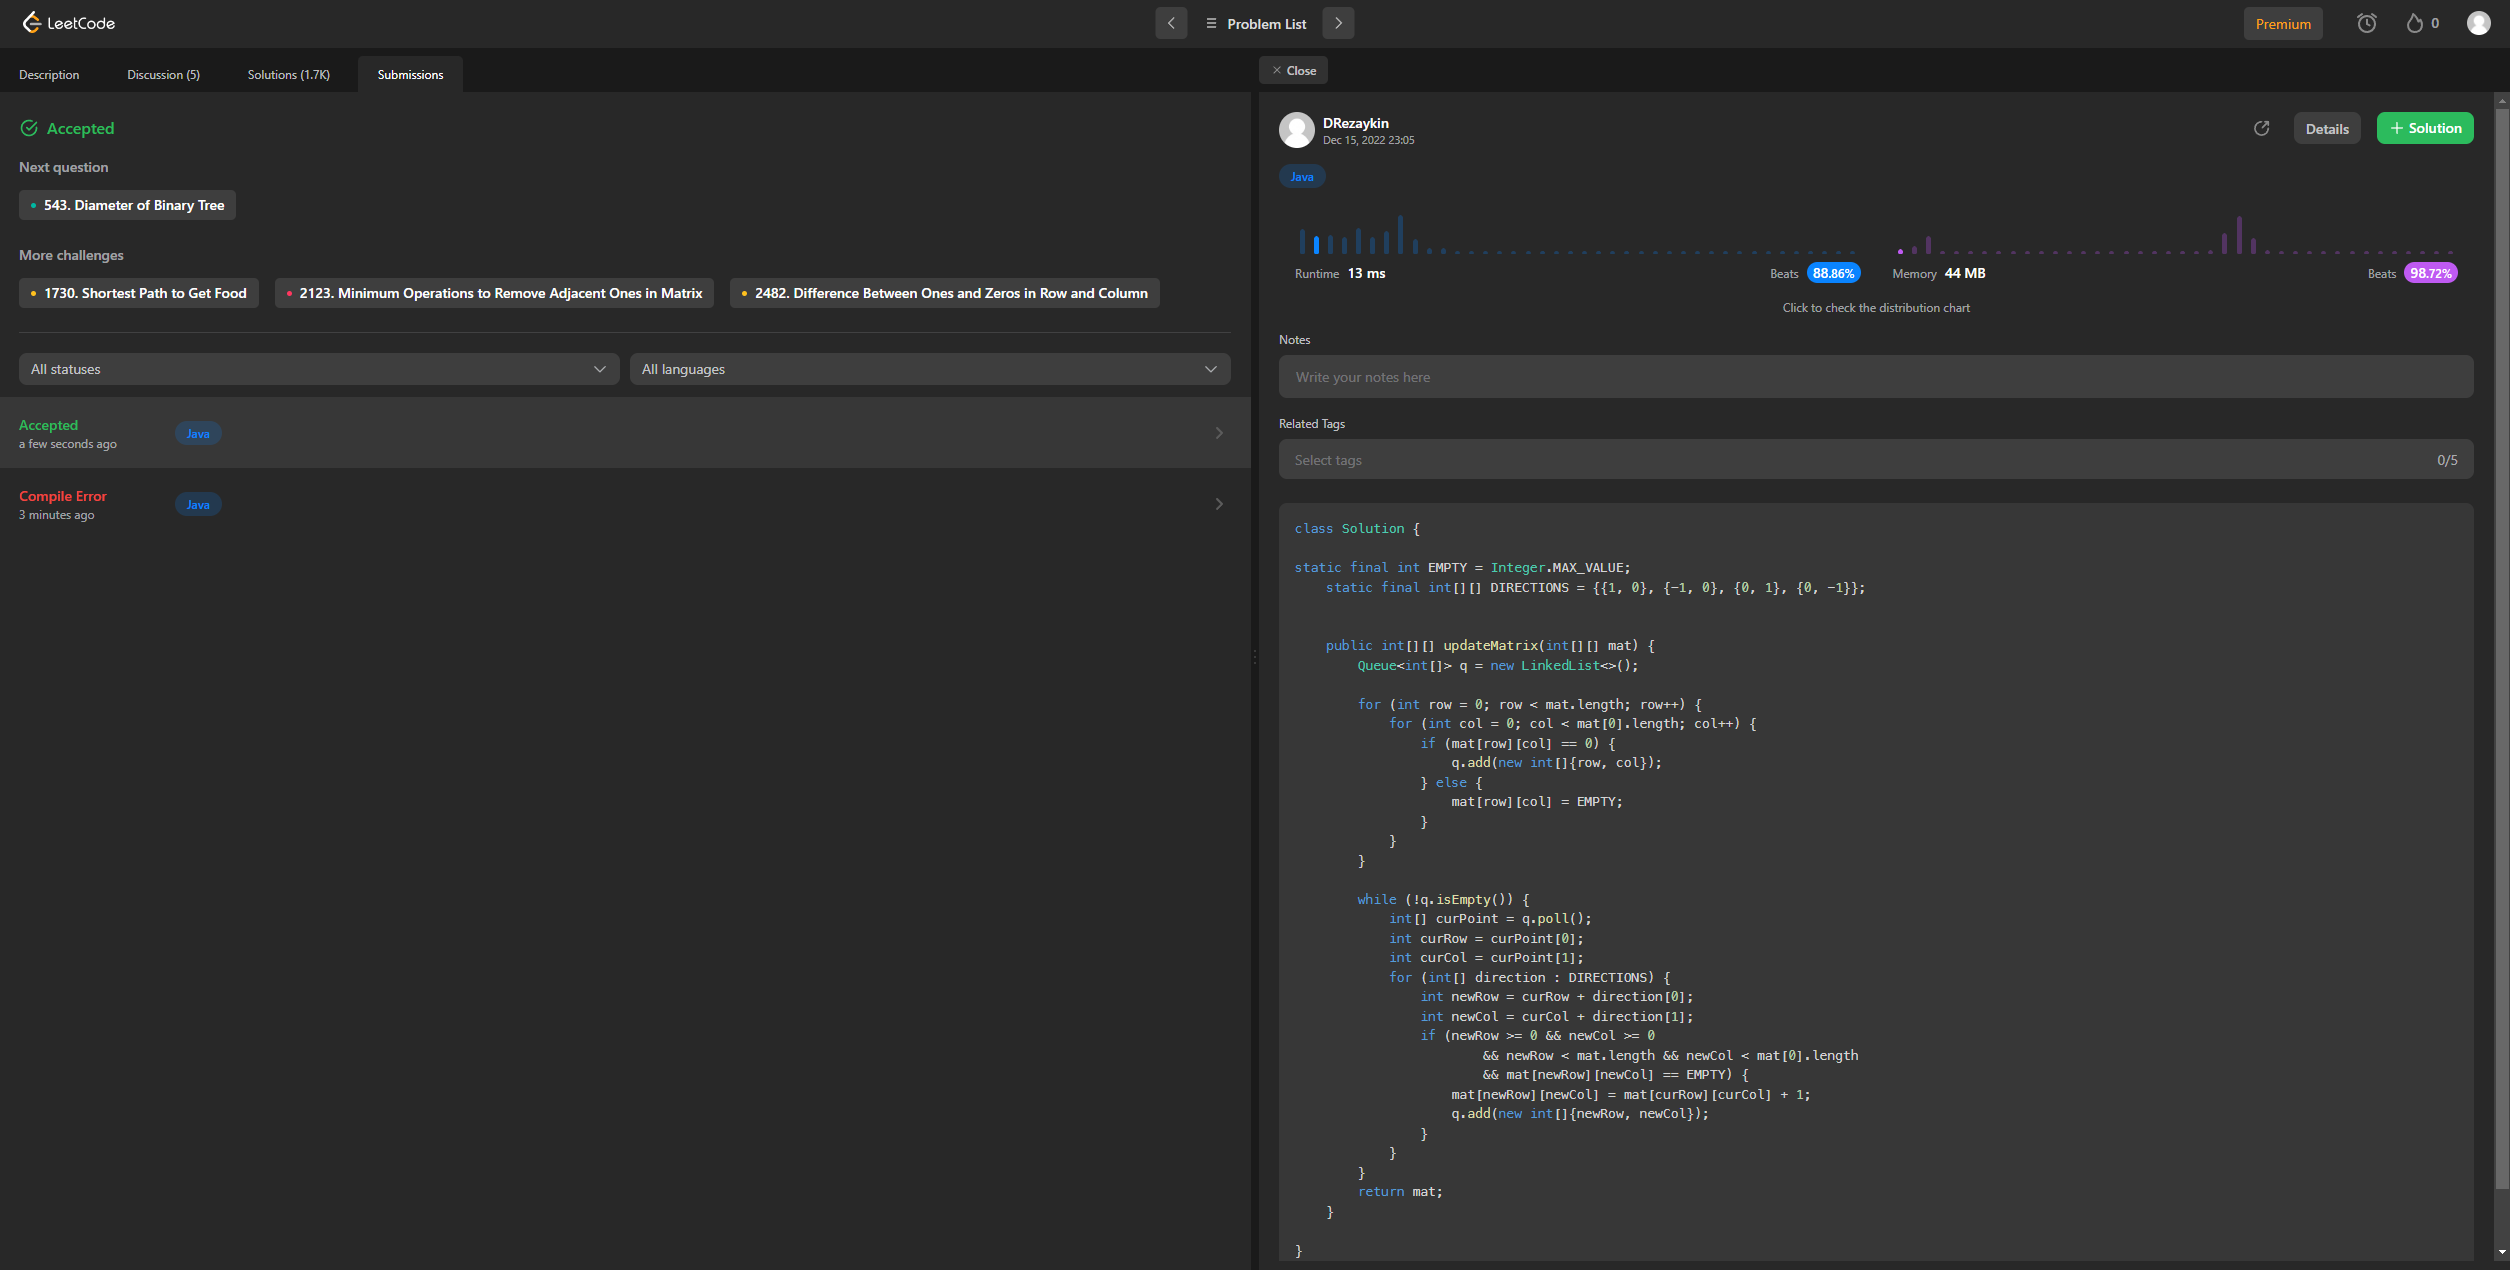 LeetCode
Problem List
Premium
0
Description
Discussion (5)
Solutions (1.7K)
Submissions
Accepted
Next question
543. Diameter of Binary Tree
More challenges
1730. Shortest Path to Get Food
2123. Minimum Operations to Remove Adjacent Ones in Matrix
2482. Difference Between Ones and Zeros in Row and Column
All statuses
All languages
Accepted
a few seconds ago
Java
Compile Error
3 minutes ago
Java
Close
DRezaykin
Dec 15, 2022 23:05
Details
+ Solution
Java
Runtime 13 ms
Beats 88.86%
Memory 44 MB
Beats 98.72%
Click to check the distribution chart
Notes
Write your notes here
Related Tags
Select tags
0/5
class Solution {
static final int EMPTY = Integer.MAX_VALUE;
    static final int[][] DIRECTIONS = {{1, 0}, {-1, 0}, {0, 1}, {0, -1}};
    public int[][] updateMatrix(int[][] mat) {
        Queue<int[]> q = new LinkedList<>();
        for (int row = 0; row < mat.length; row++) {
            for (int col = 0; col < mat[0].length; col++) {
                if (mat[row][col] == 0) {
                    q.add(new int[]{row, col});
                } else {
                    mat[row][col] = EMPTY;
                }
            }
        }
        while (!q.isEmpty()) {
            int[] curPoint = q.poll();
            int curRow = curPoint[0];
            int curCol = curPoint[1];
            for (int[] direction : DIRECTIONS) {
                int newRow = curRow + direction[0];
                int newCol = curCol + direction[1];
                if (newRow >= 0 && newCol >= 0
                        && newRow < mat.length && newCol < mat[0].length
                        && mat[newRow][newCol] == EMPTY) {
                    mat[newRow][newCol] = mat[curRow][curCol] + 1;
                    q.add(new int[]{newRow, newCol});
                }
            }
        }
        return mat;
    }
}